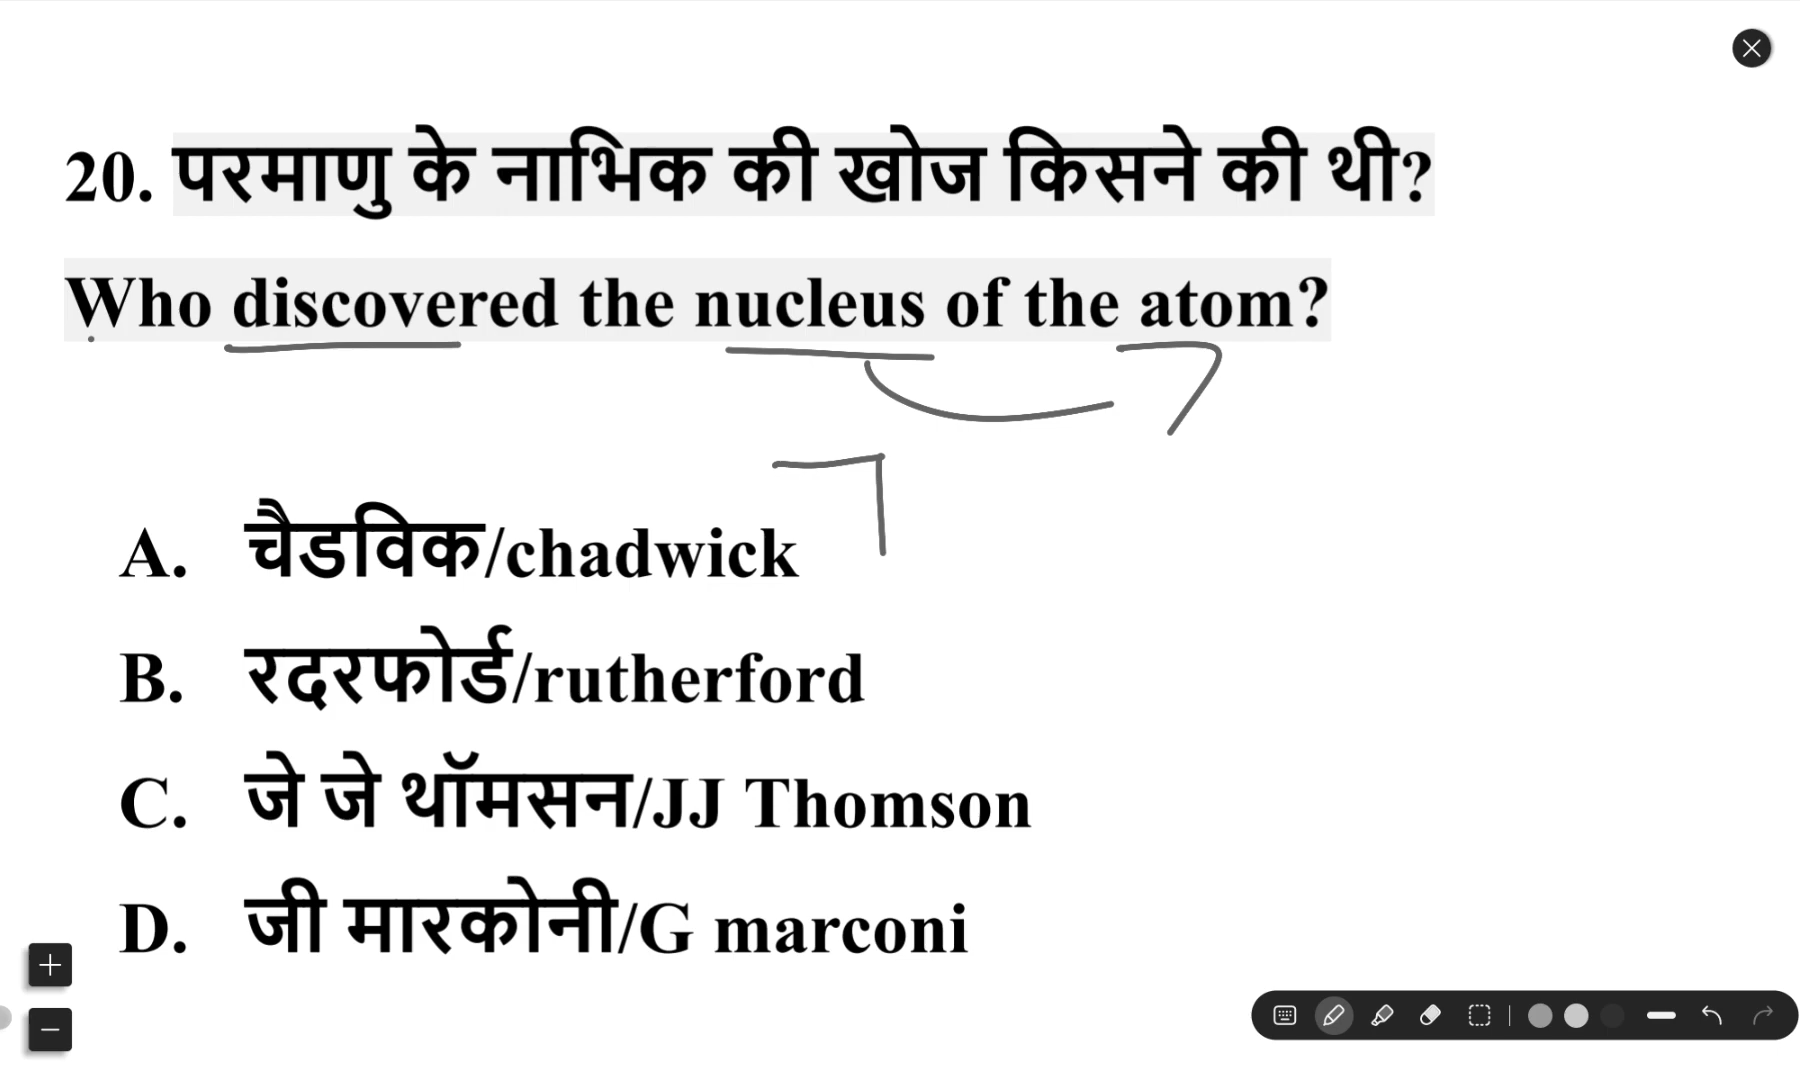 20. परमाणु के नाभिक की खोज किसने की थी?
Who discovered the nucleus of the atom?
A. चैडविक/chadwick
B. रदरफोर्ड/rutherford
C. जे जे थॉमसन/JJ Thomson
D. जी मारकोनी/G marconi